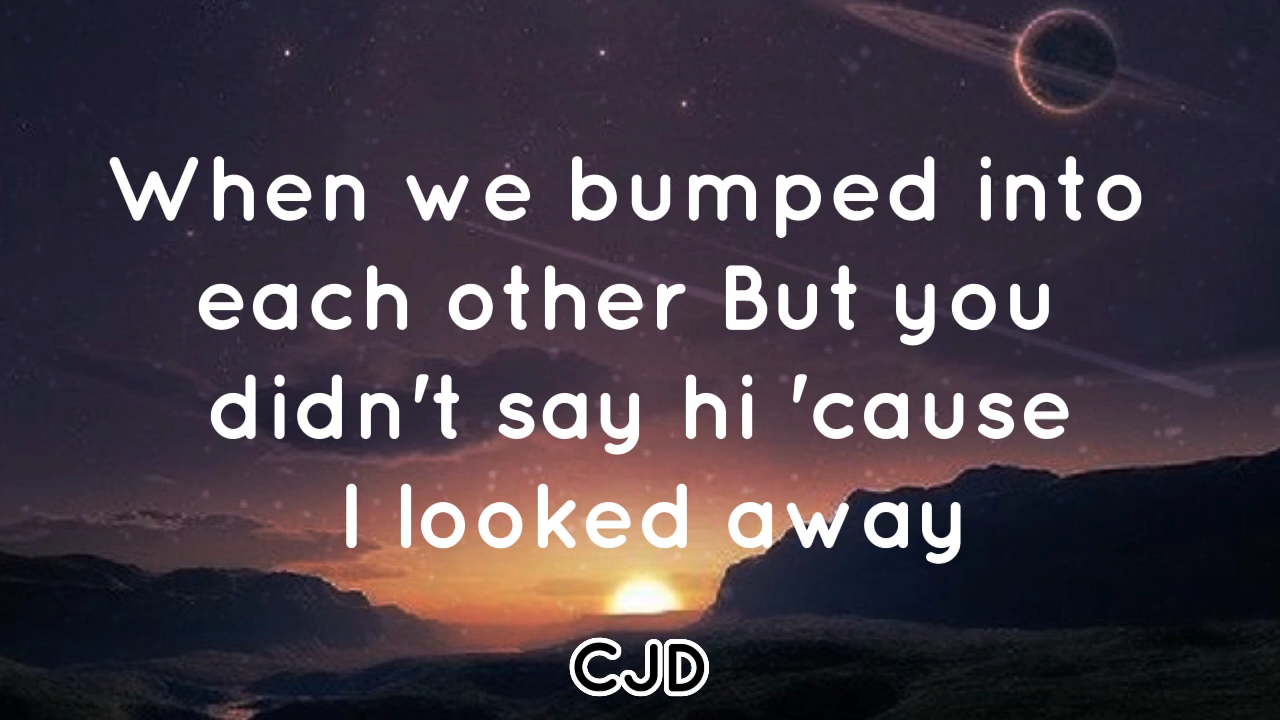 When we bumped into
each other But you
didn't say hi 'cause
I looked away
CJD